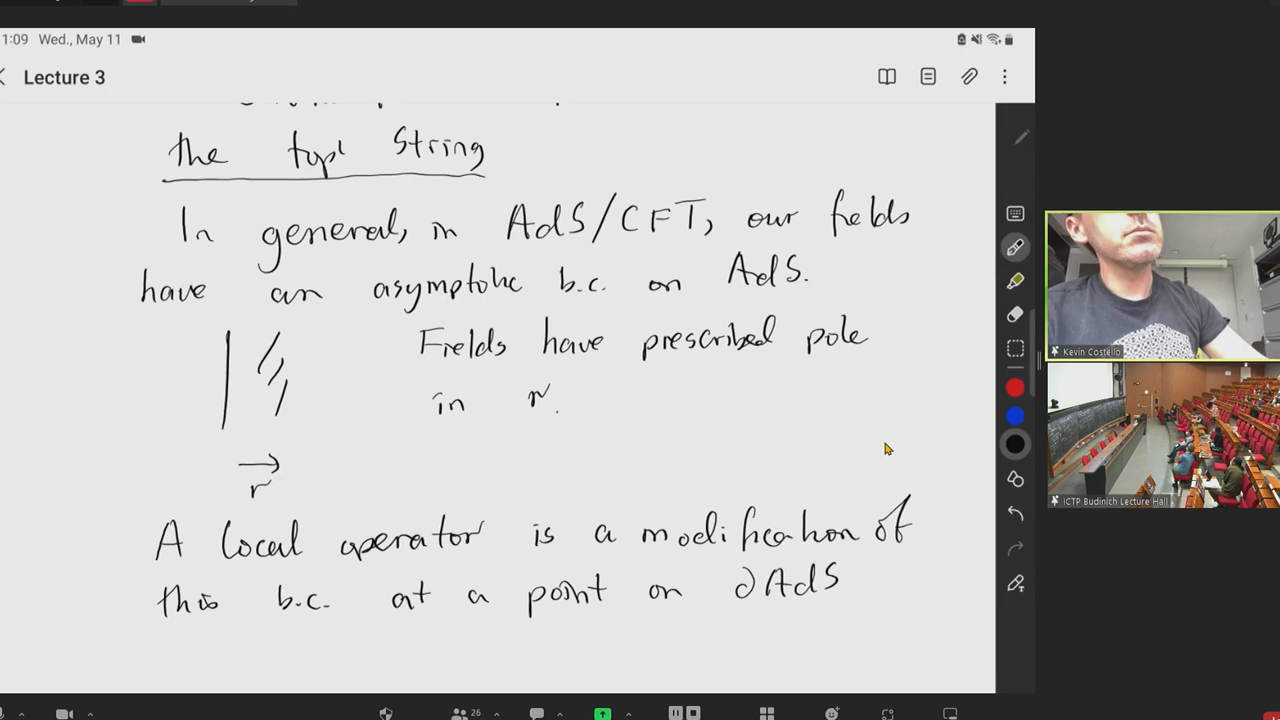 1:09 Wed., May 11
Lecture 3
the top'l String
In general, in AdS/CFT, our fields
have an asymptotic b.c. on AdS.
Fields have prescribed pole
in r.
r
A local operator is a modification of
this b.c. at a point on ∂AdS
Kevin Costello
ICTP Budinich Lecture Hall
26